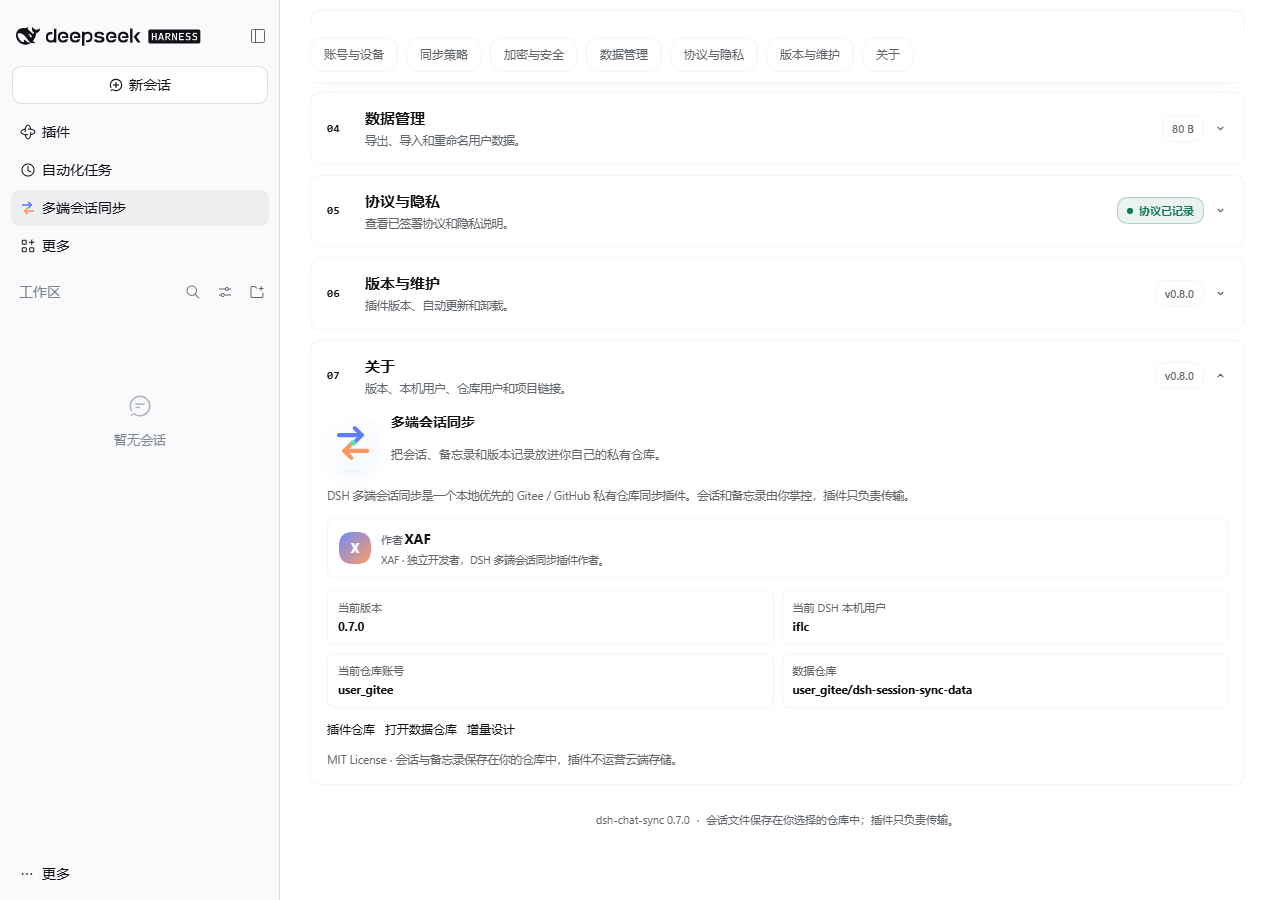 deepseek HARNESS
新会话
插件
自动化任务
多端会话同步
更多
工作区
暂无会话
更多
账号与设备 同步策略 加密与安全 数据管理 协议与隐私 版本与维护 关于
04 数据管理 80 B
导出、导入和重命名用户数据。
05 协议与隐私 协议已记录
查看已签署协议和隐私说明。
06 版本与维护 v0.8.0
插件版本、自动更新和卸载。
07 关于 v0.8.0
版本、本机用户、仓库用户和项目链接。
多端会话同步
把会话、备忘录和版本记录放进你自己的私有仓库。
DSH 多端会话同步是一个本地优先的 Gitee / GitHub 私有仓库同步插件。会话和备忘录由你掌控，插件只负责传输。
X
作者 XAF
XAF · 独立开发者，DSH 多端会话同步插件作者。
当前版本
0.7.0
当前 DSH 本机用户
iflc
当前仓库账号
user_gitee
数据仓库
user_gitee/dsh-session-sync-data
插件仓库 打开数据仓库 增量设计
MIT License · 会话与备忘录保存在你的仓库中，插件不运营云端存储。
dsh-chat-sync 0.7.0 · 会话文件保存在你选择的仓库中；插件只负责传输。